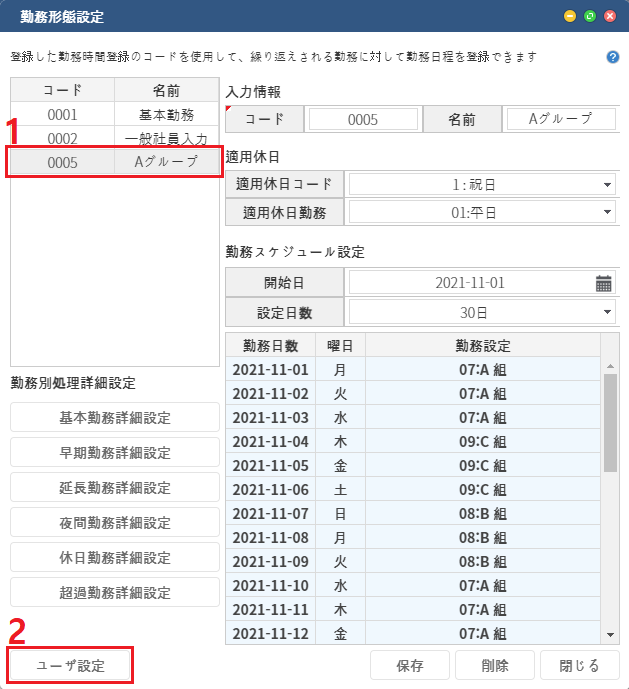 勤務形態設定
登録した勤務時間登録のコードを使用して、繰り返えされる勤務に対して勤務日程を登録できます
?
コード 名前
0001 基本勤務
0002 一般社員入力
1
0005 Aグループ
勤務別処理詳細設定
基本勤務詳細設定
早期勤務詳細設定
延長勤務詳細設定
夜間勤務詳細設定
休日勤務詳細設定
超過勤務詳細設定
2
ユーザ設定
入力情報
コード 0005 名前 Aグループ
適用休日
適用休日コード 1 : 祝日
適用休日勤務 01:平日
勤務スケジュール設定
開始日 2021-11-01
設定日数 30日
勤務日数 曜日 勤務設定
2021-11-01 月 07:A 組
2021-11-02 火 07:A 組
2021-11-03 水 07:A 組
2021-11-04 木 09:C 組
2021-11-05 金 09:C 組
2021-11-06 土 09:C 組
2021-11-07 日 08:B 組
2021-11-08 月 08:B 組
2021-11-09 火 08:B 組
2021-11-10 水 07:A 組
2021-11-11 木 07:A 組
2021-11-12 金 07:A 組
保存 削除 閉じる